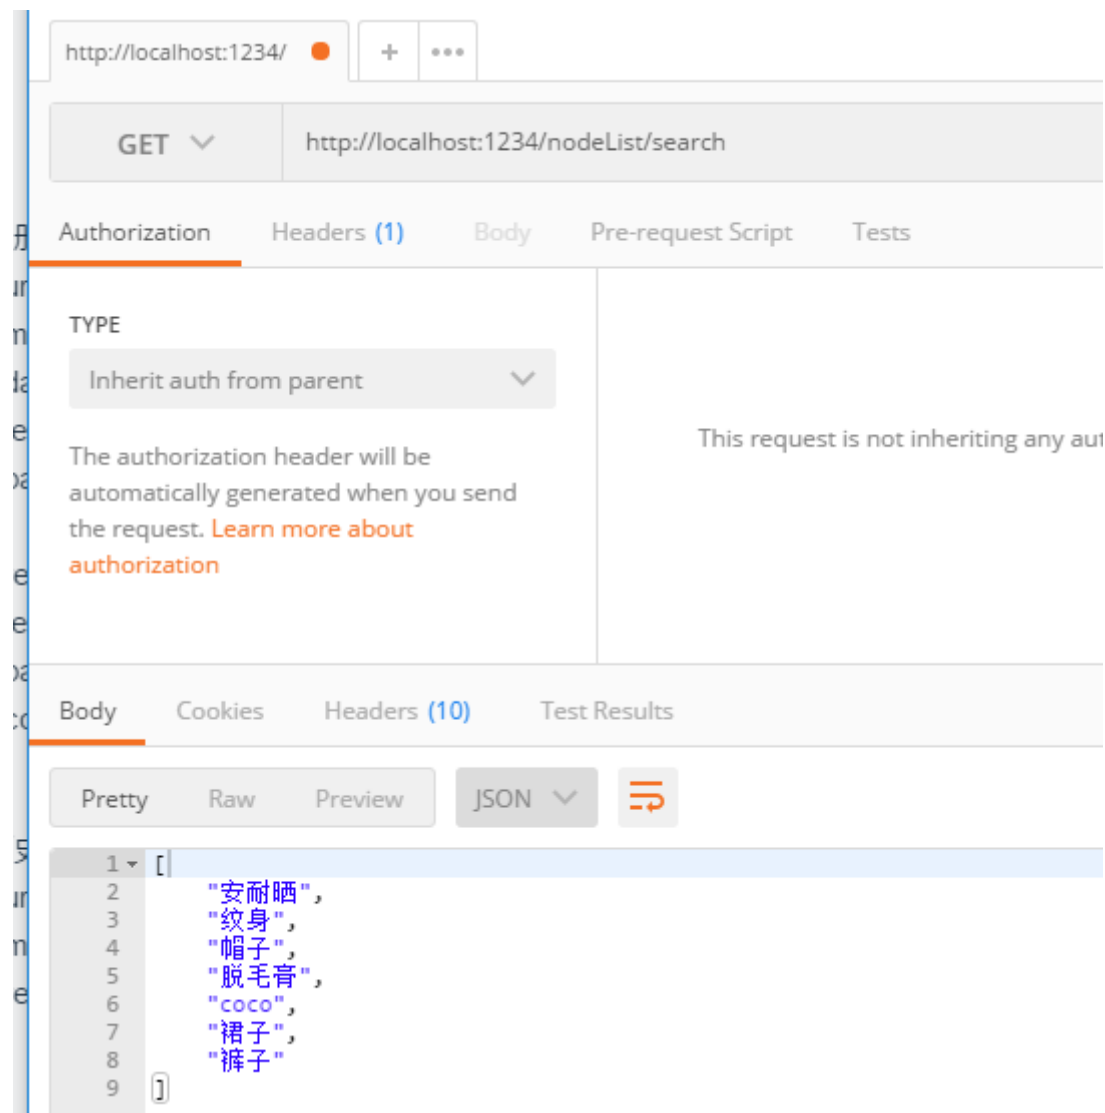 http://localhost:1234/
GET
http://localhost:1234/nodeList/search
Authorization Headers (1) Body Pre-request Script Tests
TYPE
Inherit auth from parent
The authorization header will be
automatically generated when you send
the request. Learn more about
authorization
This request is not inheriting any aut
Body Cookies Headers (10) Test Results
Pretty Raw Preview JSON
1 [
2 "安耐晒",
3 "纹身",
4 "帽子",
5 "脱毛膏",
6 "coco",
7 "裙子",
8 "裤子"
9 ]